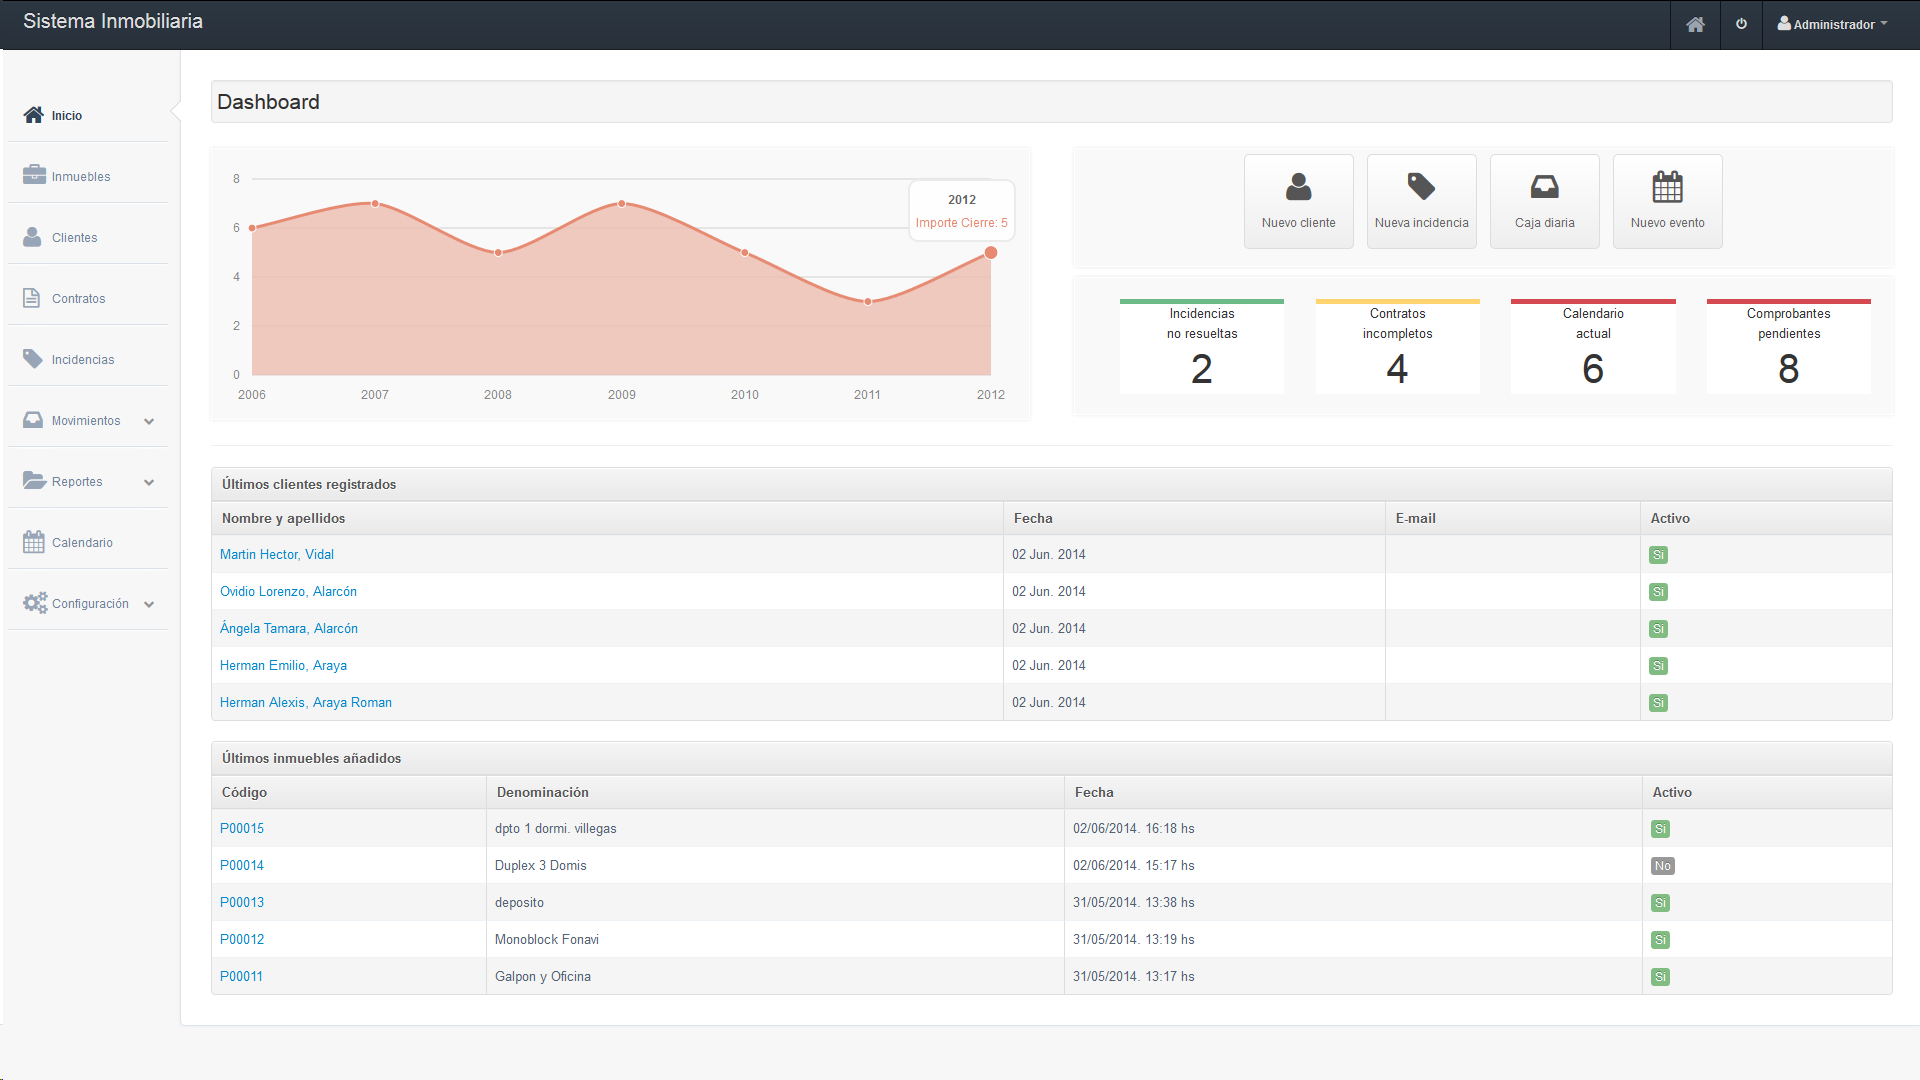 Sistema Inmobiliaria
Administrador
Inicio
Inmuebles
Clientes
Contratos
Incidencias
Movimientos
Reportes
Calendario
Configuración
Dashboard
8
6
4
2
0
2006 2007 2008 2009 2010 2011 2012
2012
Importe Cierre: 5
Nuevo cliente
Nueva incidencia
Caja diaria
Nuevo evento
Incidencias
no resueltas
2
Contratos
incompletos
4
Calendario
actual
6
Comprobantes
pendientes
8
Últimos clientes registrados
Nombre y apellidos Fecha E-mail Activo
Martin Hector, Vidal 02 Jun. 2014 Si
Ovidio Lorenzo, Alarcón 02 Jun. 2014 Si
Ángela Tamara, Alarcón 02 Jun. 2014 Si
Herman Emilio, Araya 02 Jun. 2014 Si
Herman Alexis, Araya Roman 02 Jun. 2014 Si
Últimos inmuebles añadidos
Código Denominación Fecha Activo
P00015 dpto 1 dormi. villegas 02/06/2014. 16:18 hs Si
P00014 Duplex 3 Domis 02/06/2014. 15:17 hs No
P00013 deposito 31/05/2014. 13:38 hs Si
P00012 Monoblock Fonavi 31/05/2014. 13:19 hs Si
P00011 Galpon y Oficina 31/05/2014. 13:17 hs Si